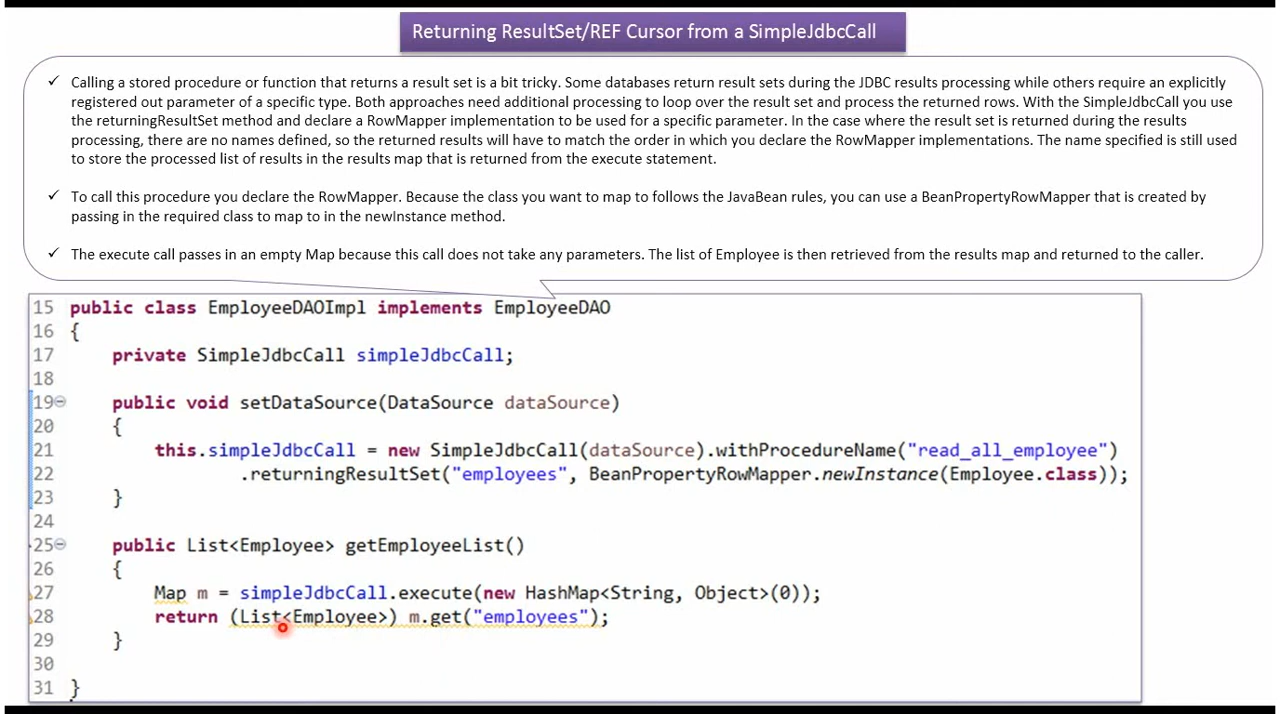 Returning ResultSet/REF Cursor from a SimpleJdbcCall
✓ Calling a stored procedure or function that returns a result set is a bit tricky. Some databases return result sets during the JDBC results processing while others require an explicitly
registered out parameter of a specific type. Both approaches need additional processing to loop over the result set and process the returned rows. With the SimpleJdbcCall you use
the returningResultSet method and declare a RowMapper implementation to be used for a specific parameter. In the case where the result set is returned during the results
processing, there are no names defined, so the returned results will have to match the order in which you declare the RowMapper implementations. The name specified is still used
to store the processed list of results in the results map that is returned from the execute statement.
✓ To call this procedure you declare the RowMapper. Because the class you want to map to follows the JavaBean rules, you can use a BeanPropertyRowMapper that is created by
passing in the required class to map to in the newInstance method.
✓ The execute call passes in an empty Map because this call does not take any parameters. The list of Employee is then retrieved from the results map and returned to the caller.
15 public class EmployeeDAOImpl implements EmployeeDAO
16 {
17 private SimpleJdbcCall simpleJdbcCall;
18
19 public void setDataSource(DataSource dataSource)
20 {
21 this.simpleJdbcCall = new SimpleJdbcCall(dataSource).withProcedureName("read_all_employee")
22 .returningResultSet("employees", BeanPropertyRowMapper.newInstance(Employee.class));
23 }
24
25 public List<Employee> getEmployeeList()
26 {
27 Map m = simpleJdbcCall.execute(new HashMap<String, Object>(0));
28 return (List<Employee>) m.get("employees");
29 }
30
31 }